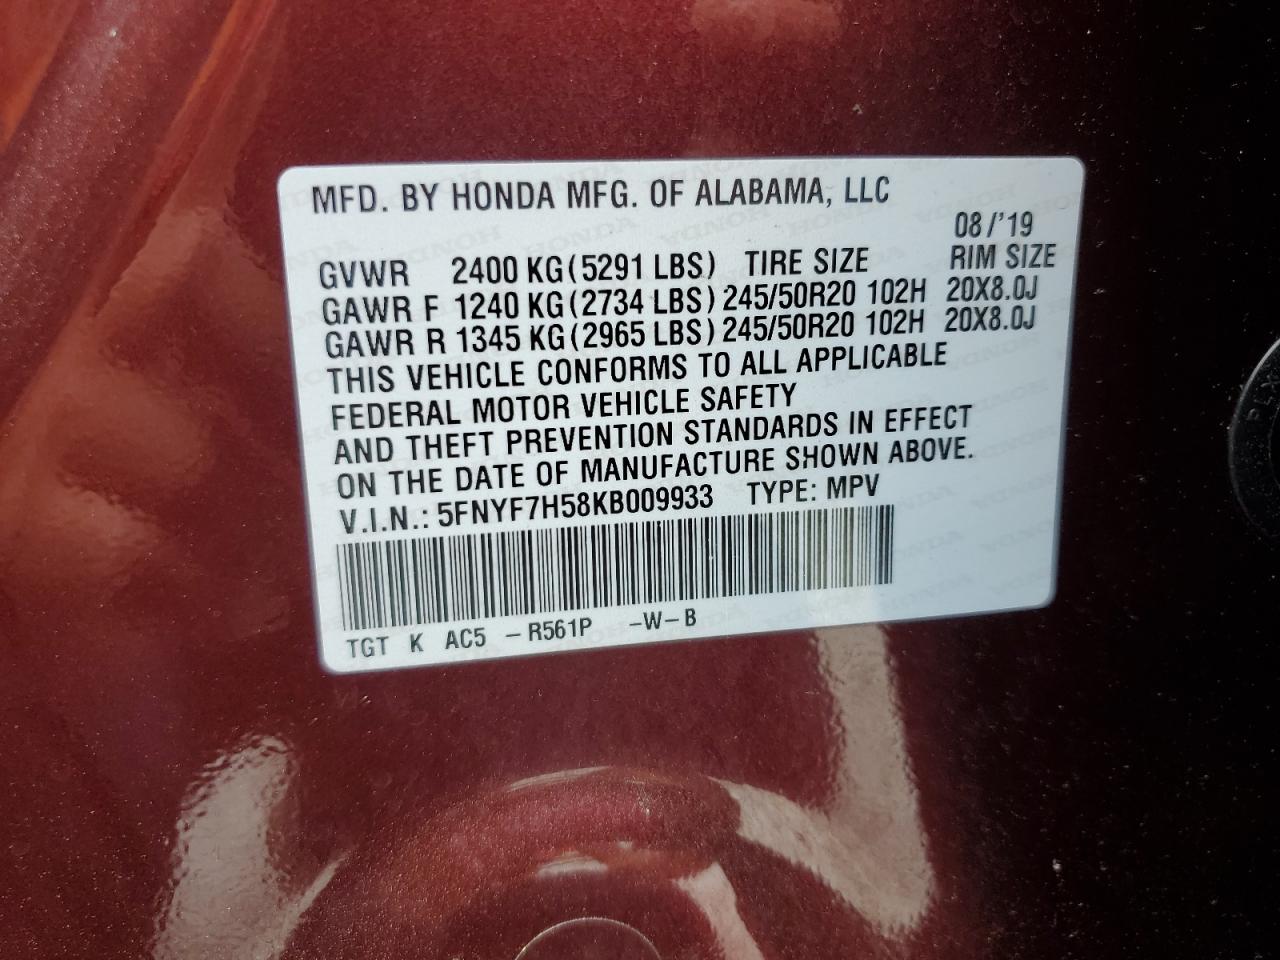 MFD. BY HONDA MFG. OF ALABAMA, LLC
08/'19
GVWR 2400 KG(5291 LBS) TIRE SIZE RIM SIZE
GAWR F 1240 KG(2734 LBS) 245/50R20 102H 20X8.0J
GAWR R 1345 KG(2965 LBS) 245/50R20 102H 20X8.0J
THIS VEHICLE CONFORMS TO ALL APPLICABLE
FEDERAL MOTOR VEHICLE SAFETY
AND THEFT PREVENTION STANDARDS IN EFFECT
ON THE DATE OF MANUFACTURE SHOWN ABOVE.
V.I.N.: 5FNYF7H58KB009933 TYPE: MPV
TGT K AC5 -R561P -W-B